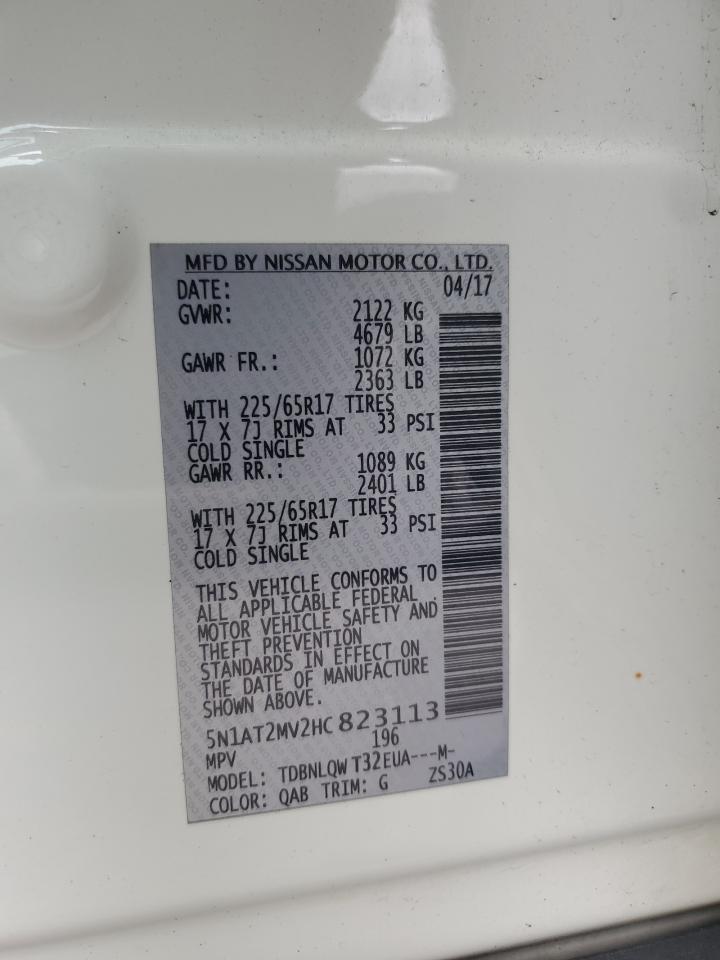 MFD BY NISSAN MOTOR CO., LTD.
DATE: 04/17
GVWR: 2122 KG
4679 LB
GAWR FR.: 1072 KG
2363 LB
WITH 225/65R17 TIRES
17 X 7J RIMS AT 33 PSI
COLD SINGLE
GAWR RR.: 1089 KG
2401 LB
WITH 225/65R17 TIRES
17 X 7J RIMS AT 33 PSI
COLD SINGLE
THIS VEHICLE CONFORMS TO
ALL APPLICABLE FEDERAL
MOTOR VEHICLE SAFETY AND
THEFT PREVENTION
STANDARDS IN EFFECT ON
THE DATE OF MANUFACTURE
SHOWN ABOVE.
5N1AT2MV2HC823113
MPV 196
MODEL: TDBNLQW T32EUA---M-
COLOR: QAB TRIM: G ZS30A